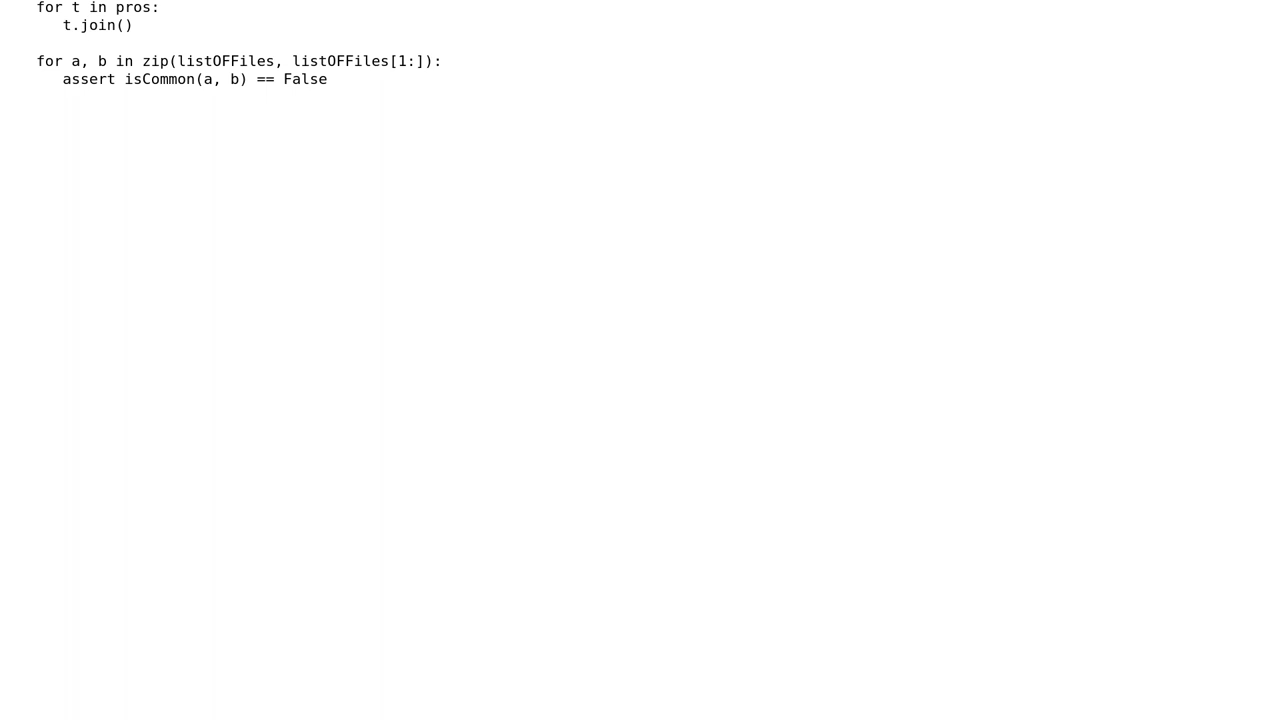 for t in pros:
   t.join()

for a, b in zip(listOFFiles, listOFFiles[1:]):
   assert isCommon(a, b) == False